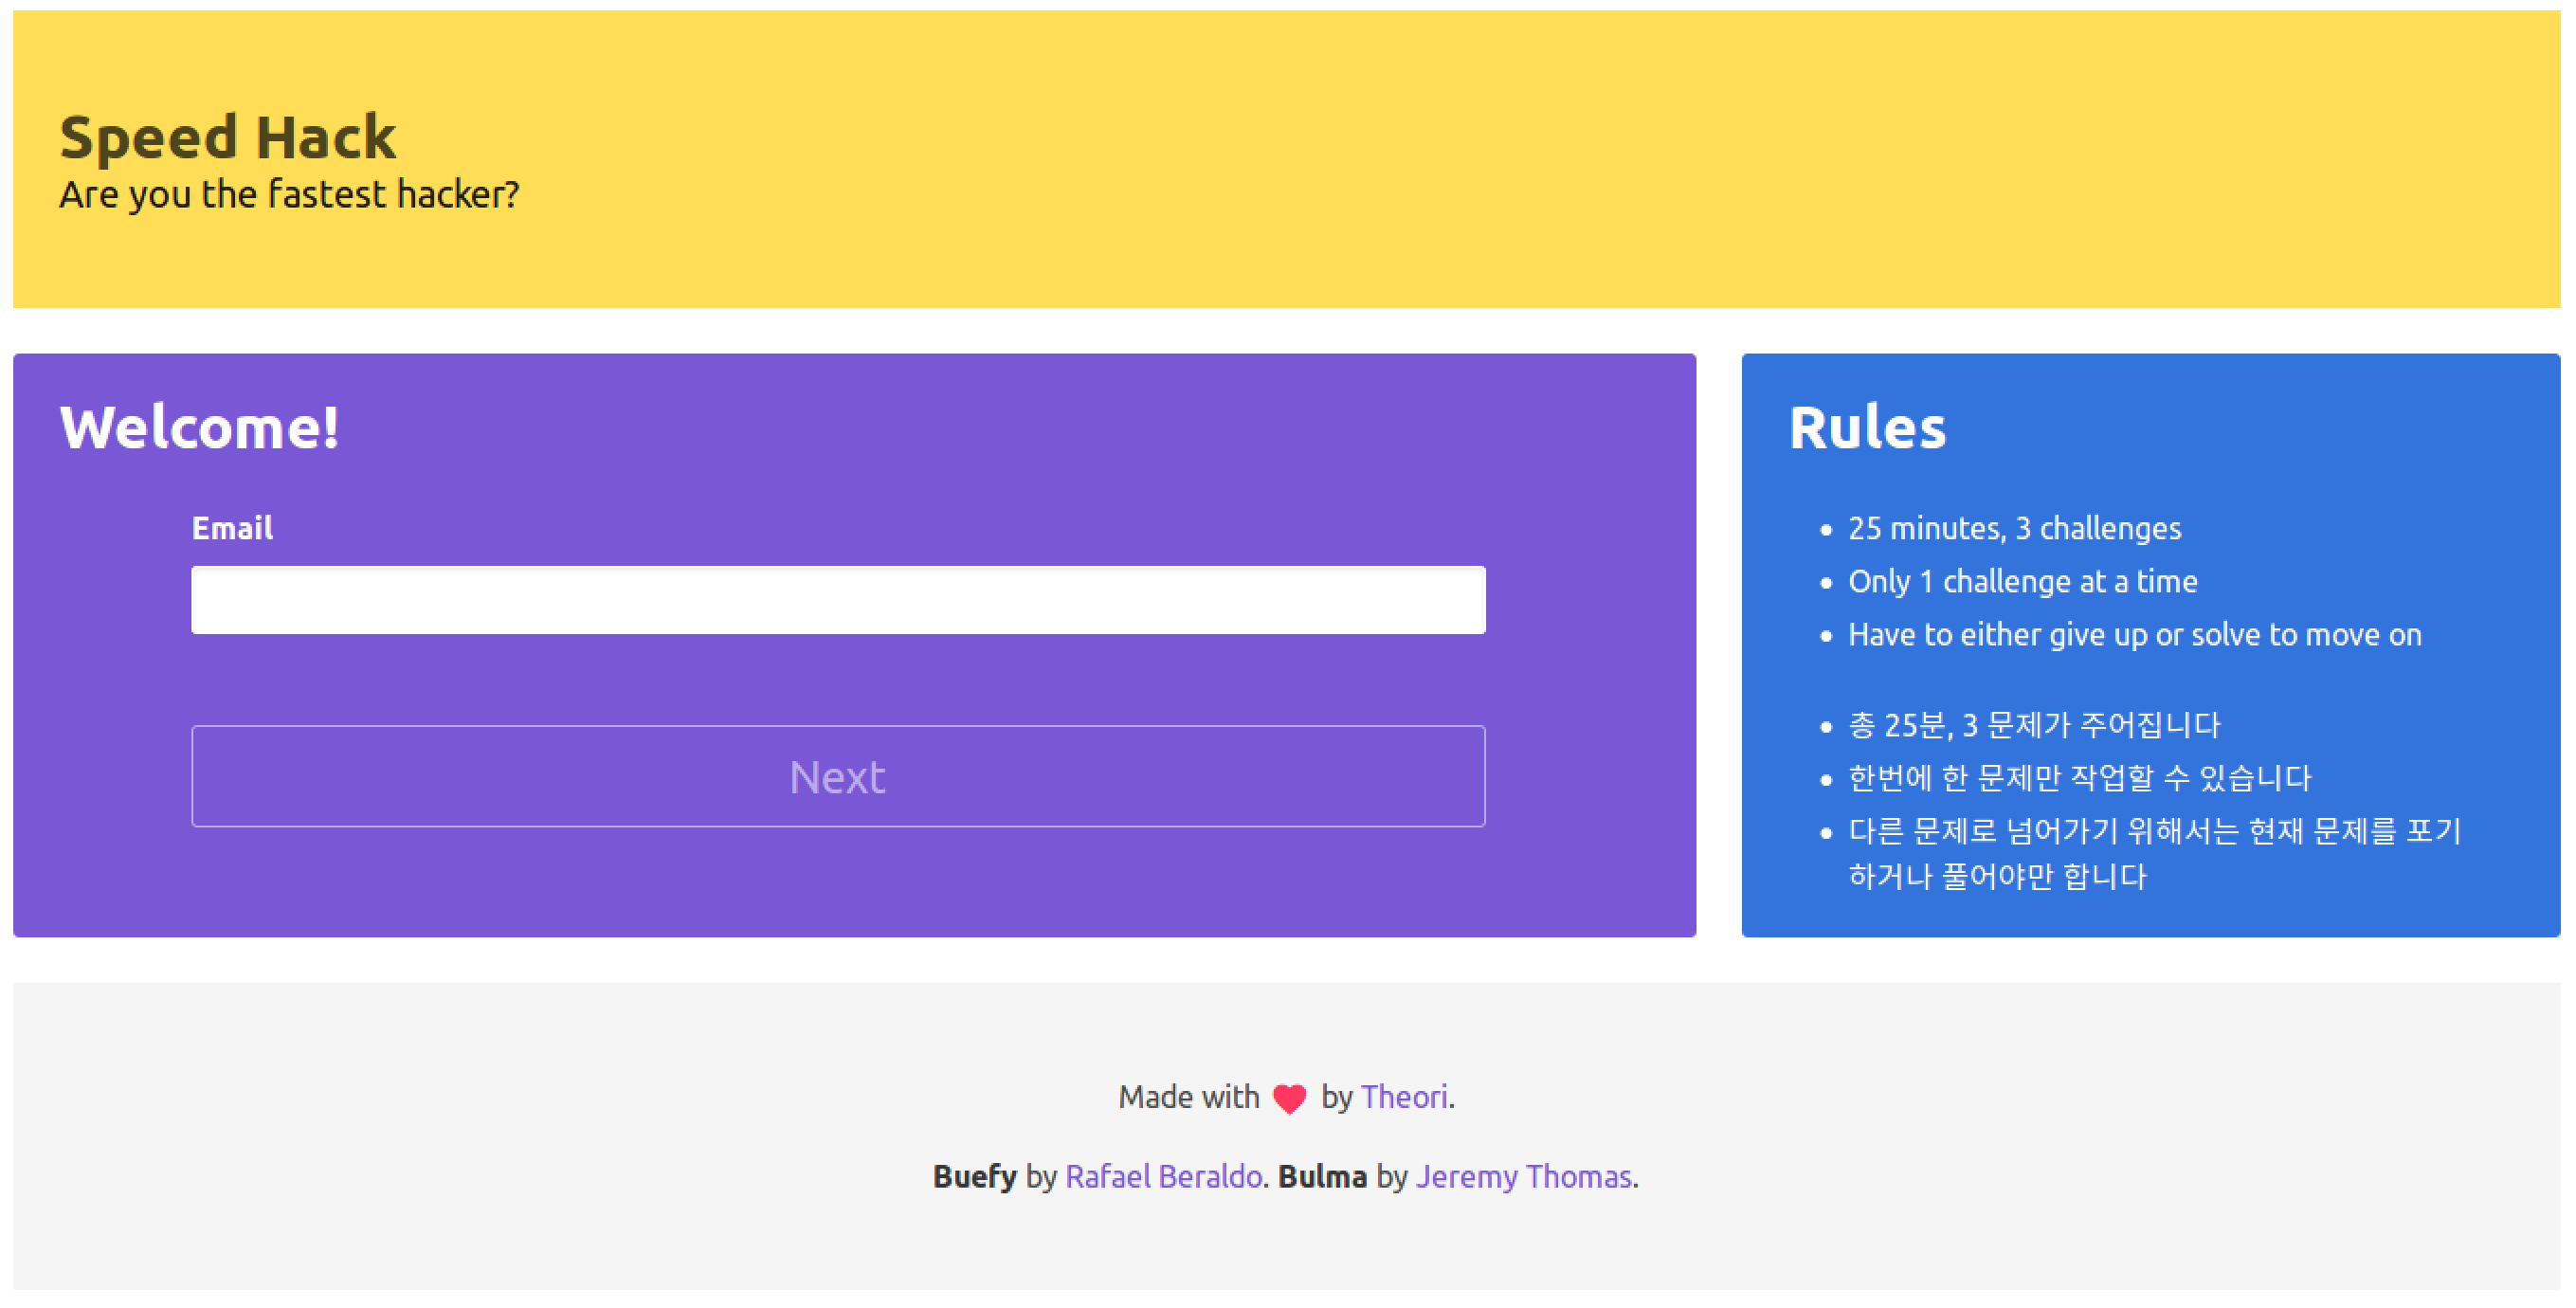 Speed Hack
Are you the fastest hacker?
Welcome!
Email
Next
Rules
25 minutes, 3 challenges
Only 1 challenge at a time
Have to either give up or solve to move on
총 25분, 3 문제가 주어집니다
한번에 한 문제만 작업할 수 있습니다
다른 문제로 넘어가기 위해서는 현재 문제를 포기
하거나 풀어야만 합니다
Made with ❤ by Theori.
Buefy by Rafael Beraldo. Bulma by Jeremy Thomas.